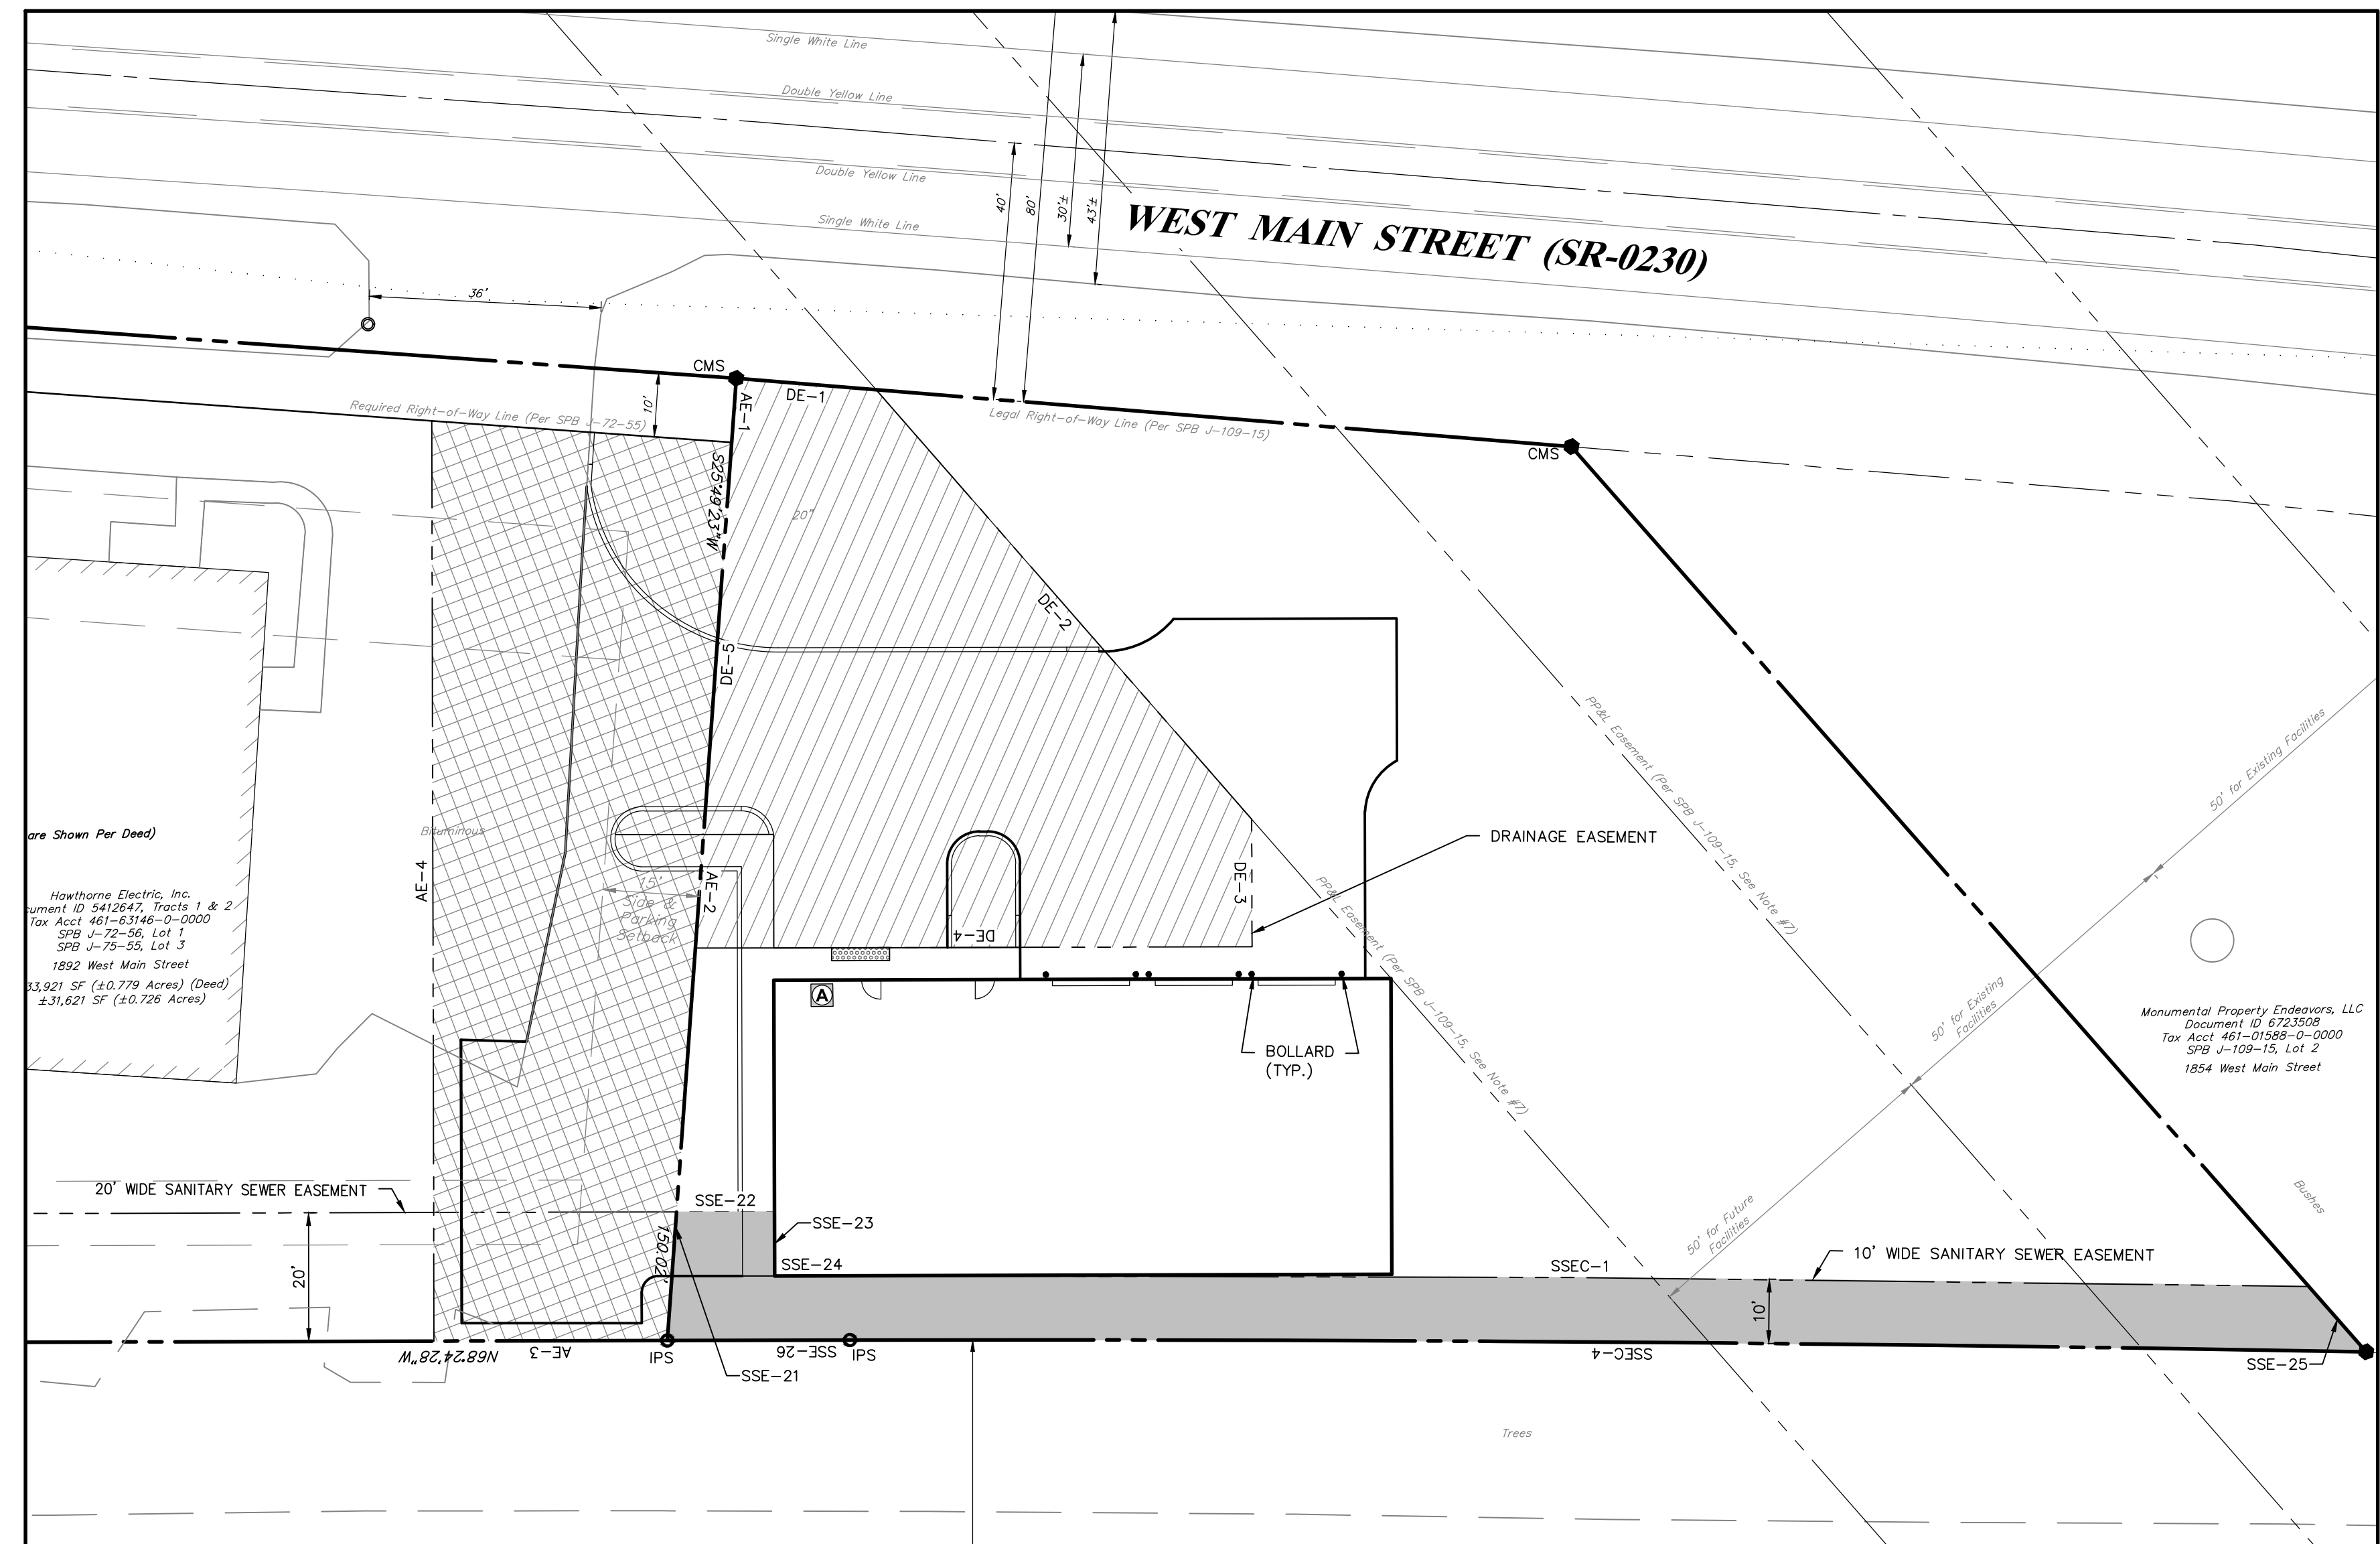 Single White Line
Double Yellow Line
Double Yellow Line
Single White Line
40'
80'
30'±
43'±
WEST MAIN STREET (SR-0230)
36'
CMS
10'
AE-1
DE-1
Required Right-of-Way Line (Per SPB J-72-55)
Legal Right-of-Way Line (Per SPB J-109-15)
CMS
S25°49'23"W
20"
DE-2
DE-5
PP&L Easement (Per SPB J-109-15, See Note #7)
50' for Existing Facilities
are Shown Per Deed)
Bituminous
DRAINAGE EASEMENT
AE-4
AE-2
DE-3
15'
Side &
Parking
Setback
DE-4
Hawthorne Electric, Inc.
cument ID 5412647, Tracts 1 & 2
Tax Acct 461-63146-0-0000
SPB J-72-56, Lot 1
SPB J-75-55, Lot 3
1892 West Main Street
33,921 SF (±0.779 Acres) (Deed)
±31,621 SF (±0.726 Acres)
PP&L Easement (Per SPB J-109-15, See Note #7)
A
50' for Existing
Facilities
Monumental Property Endeavors, LLC
Document ID 6723508
Tax Acct 461-01588-0-0000
SPB J-109-15, Lot 2
1854 West Main Street
BOLLARD
(TYP.)
20' WIDE SANITARY SEWER EASEMENT
SSE-22
SSE-23
150.02'
SSE-24
50' for Future
Facilities
Bushes
SSEC-1
10' WIDE SANITARY SEWER EASEMENT
20'
10'
N68°24'28"W
AE-3
IPS
SSE-26
IPS
SSEC-4
SSE-21
SSE-25
Trees